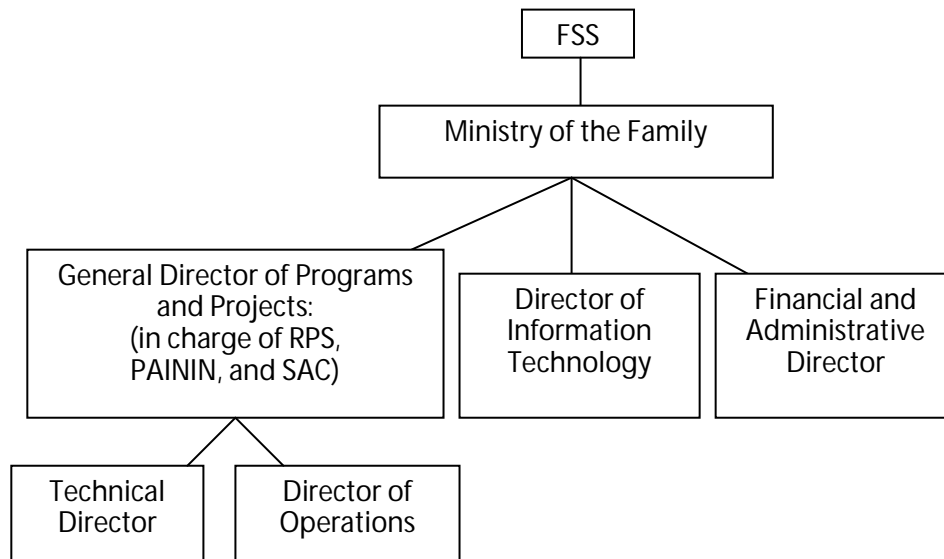 FSS
Ministry of the Family
General Director of Programs
and Projects:
(in charge of RPS,
PAININ, and SAC)
Director of
Information
Technology
Financial and
Administrative
Director
Technical
Director
Director of
Operations